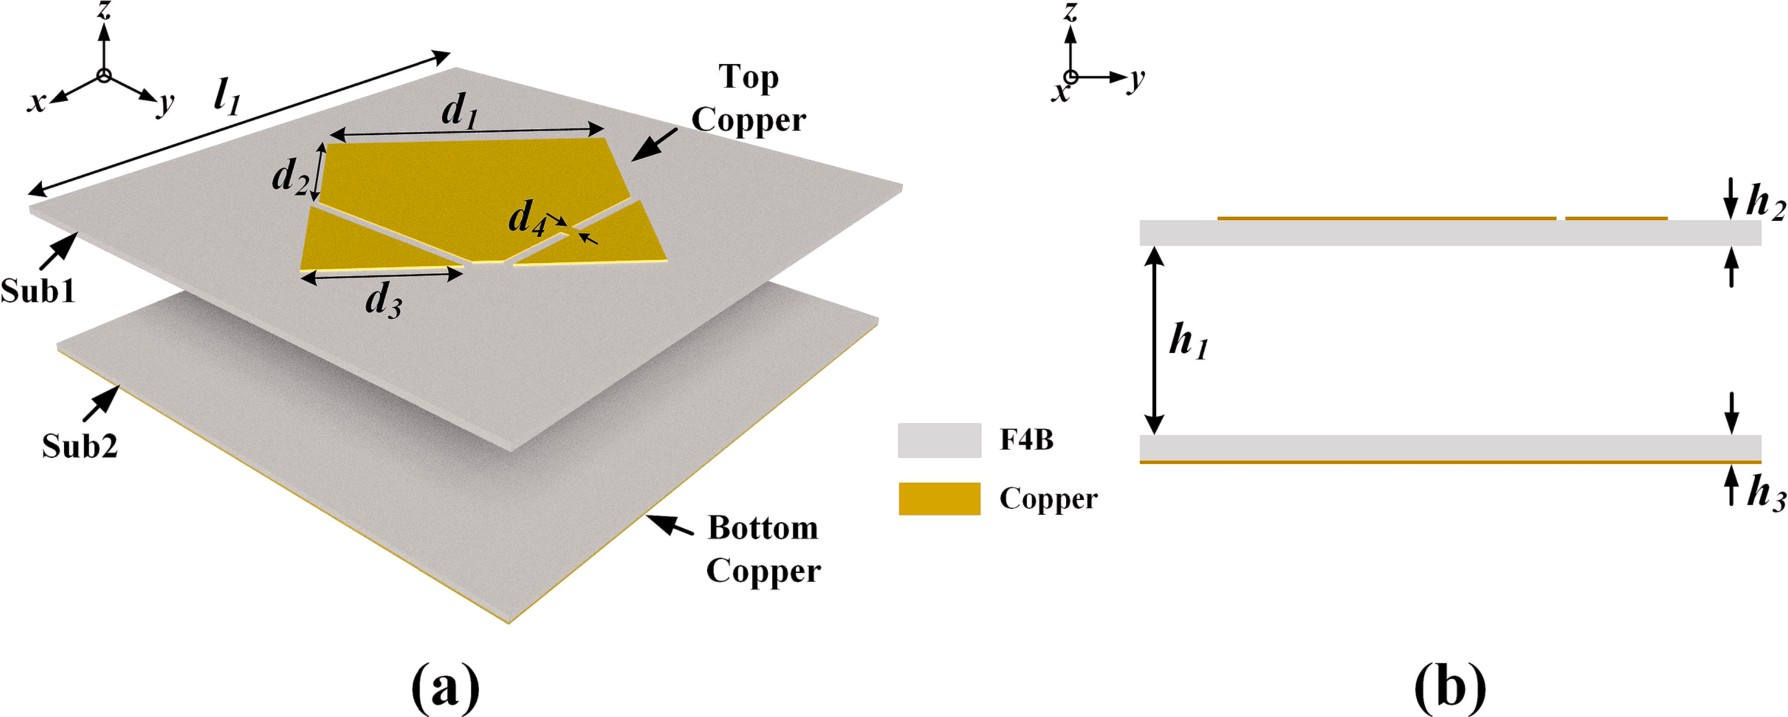 z
x
y
l1
d1
Top
Copper
d2
d4
d3
Sub1
Sub2
Bottom
Copper
F4B
Copper
(a)
z
x
y
h2
h1
h3
(b)